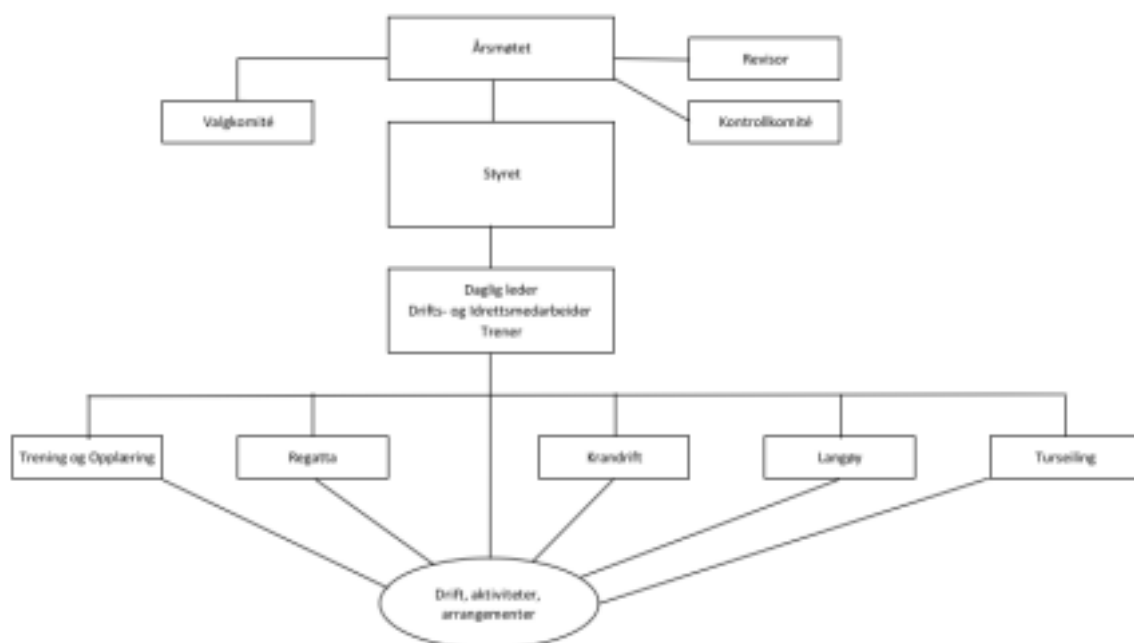 Årsmøtet
Revisor
Valgkomité
Kontrollkomité
Styret
Daglig leder
Drifts- og Idrettsmedarbeider
Trener
Trening og Opplæring
Regatta
Krandrift
Langøy
Turseiling
Drift, aktiviteter,
arrangementer